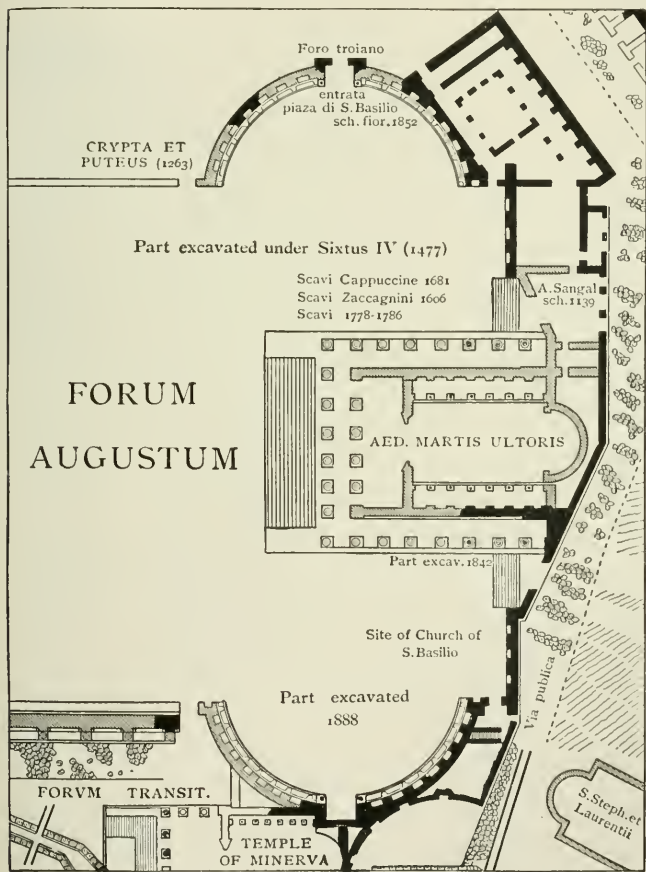 Foro troiano
entrata
piaza di S. Basilio
sch. fior. 1852
CRYPTA ET
PUTEUS (1263)
Part excavated under Sixtus IV (1477)
Scavi Cappuccine 1681
Scavi Zaccagnini 1606
Scavi 1778-1786
A. Sangal
sch. 1139
FORUM
AUGUSTUM
AED. MARTIS ULTORIS
Part excav. 1842
Site of Church of
S. Basilio
Via publica
Part excavated
1888
FORVM TRANSIT.
TEMPLE
OF MINERVA
S. Steph. et
Laurentii